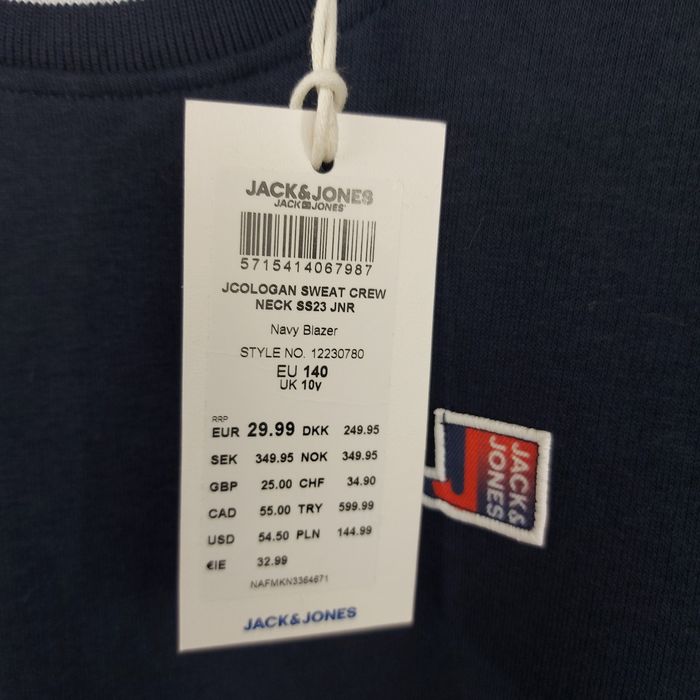 JACK&JONES
JACK&JONES
5715414067987
JCOLOGAN SWEAT CREW
NECK SS23 JNR
Navy Blazer
STYLE NO. 12230780
EU 140
UK 10y
RRP
EUR 29.99 DKK 249.95
SEK 349.95 NOK 349.95
GBP 25.00 CHF 34.90
CAD 55.00 TRY 599.99
USD 54.50 PLN 144.99
€IE 32.99
NAFMKN3364671
JACK&JONES
JACK&
JONES